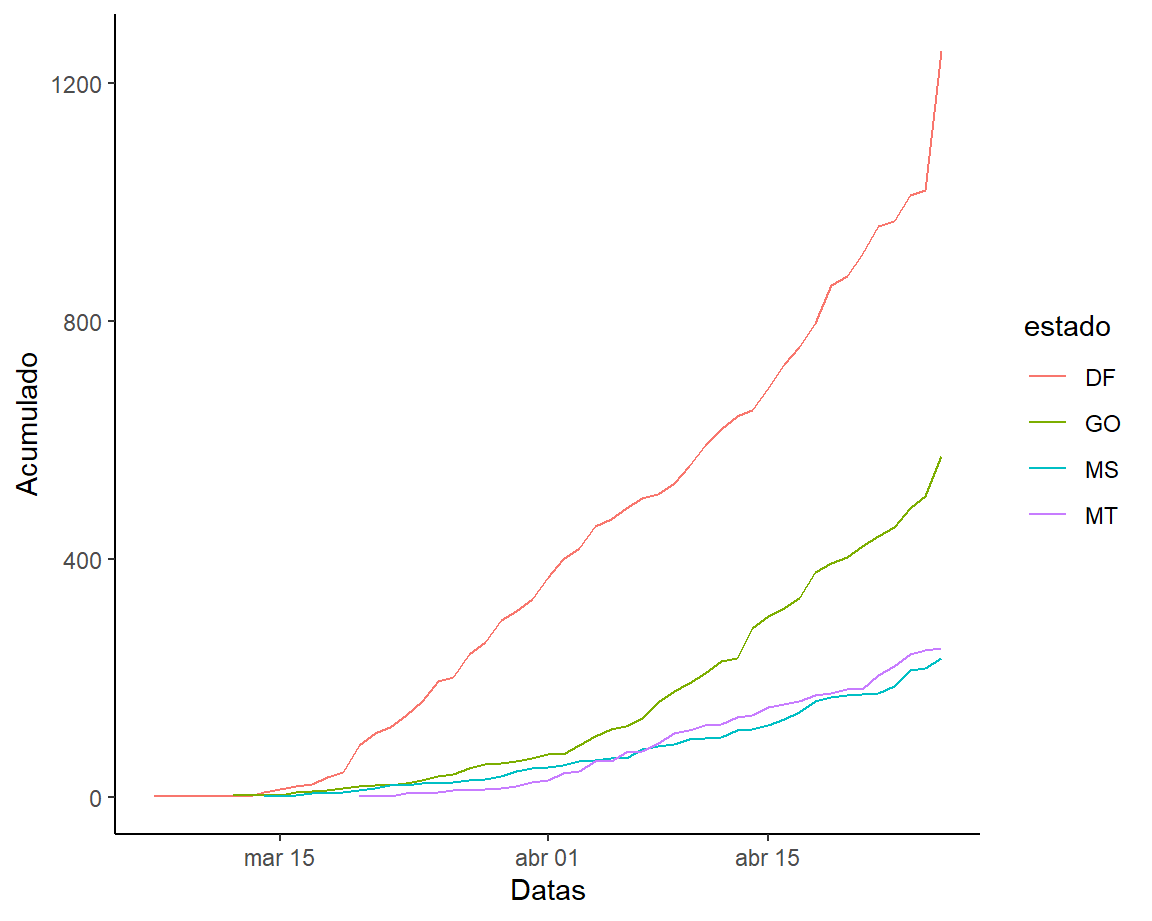 1200
800
400
0
Acumulado
mar 15
abr 01
abr 15
Datas
estado
DF
GO
MS
MT